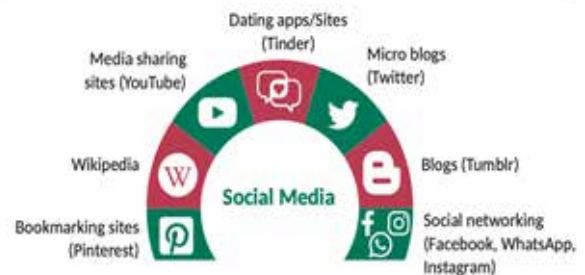 Dating apps/Sites
(Tinder)
Media sharing
sites (YouTube)
Micro blogs
(Twitter)
Wikipedia
W
Blogs (Tumblr)
Social Media
Bookmarking sites
(Pinterest)
Social networking
(Facebook, WhatsApp,
Instagram)